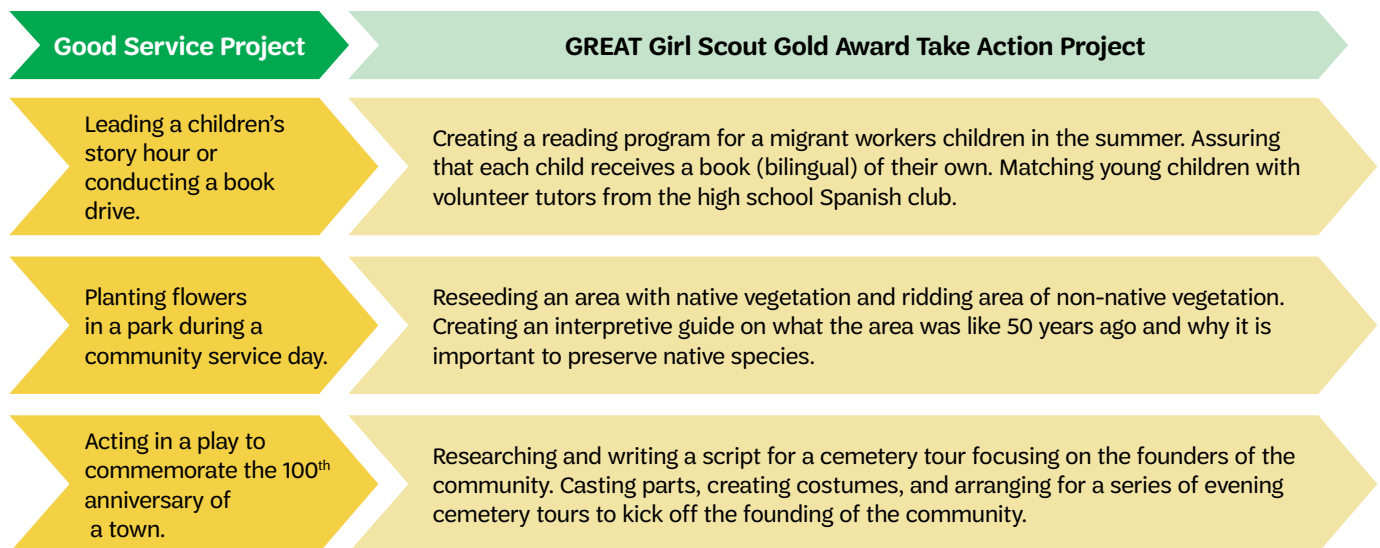 Good Service Project
GREAT Girl Scout Gold Award Take Action Project
Leading a children’s
story hour or
conducting a book
drive.
Creating a reading program for a migrant workers children in the summer. Assuring
that each child receives a book (bilingual) of their own. Matching young children with
volunteer tutors from the high school Spanish club.
Planting flowers
in a park during a
community service day.
Reseeding an area with native vegetation and ridding area of non-native vegetation.
Creating an interpretive guide on what the area was like 50 years ago and why it is
important to preserve native species.
Acting in a play to
commemorate the 100th
anniversary of
a town.
Researching and writing a script for a cemetery tour focusing on the founders of the
community. Casting parts, creating costumes, and arranging for a series of evening
cemetery tours to kick off the founding of the community.